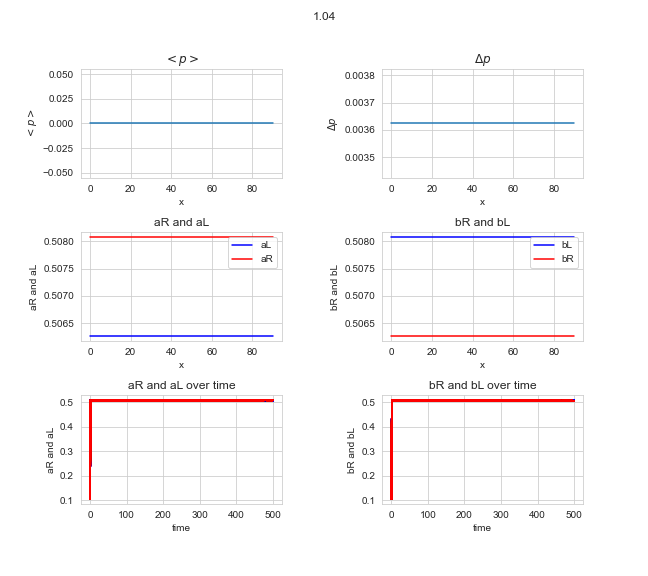 1.04
< p >
Δp
0.050
0.025
0.000
−0.025
−0.050
< p >
0 20 40 60 80
x
0.0038
0.0037
0.0036
0.0035
Δp
0 20 40 60 80
x
aR and aL
bR and bL
0.5080
0.5075
0.5070
0.5065
aR and aL
aL
aR
0 20 40 60 80
x
0.5080
0.5075
0.5070
0.5065
bR and bL
bL
bR
0 20 40 60 80
x
aR and aL over time
bR and bL over time
0.5
0.4
0.3
0.2
0.1
aR and aL
0 100 200 300 400 500
time
0.5
0.4
0.3
0.2
0.1
bR and bL
0 100 200 300 400 500
time